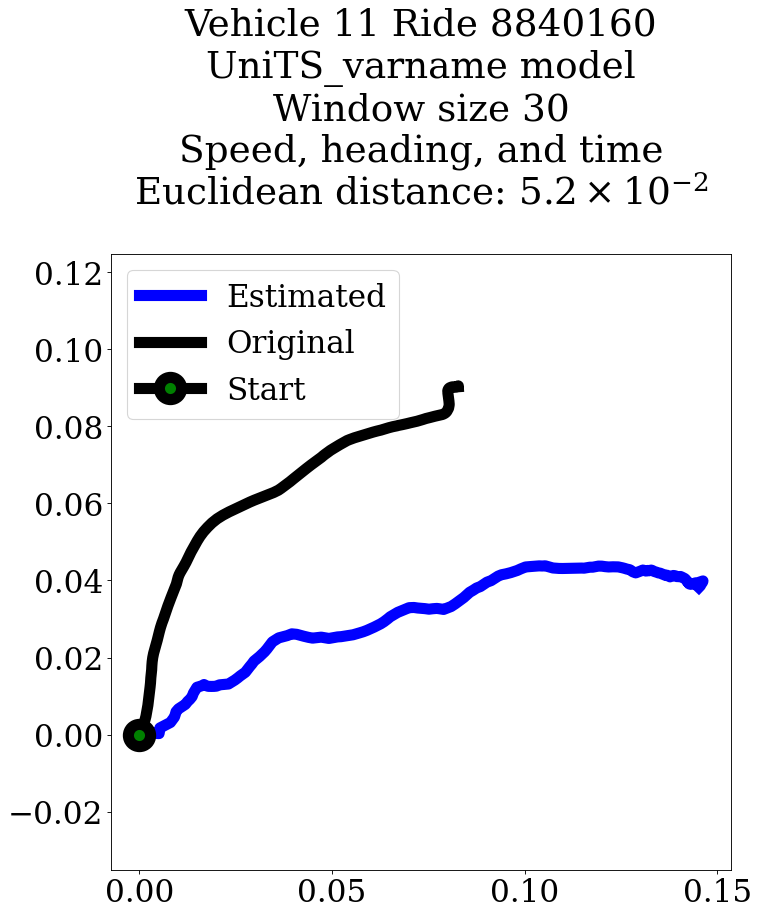 Vehicle 11 Ride 8840160
UniTS_varname model
Window size 30
Speed, heading, and time
Euclidean distance: 5.2 × 10⁻²
Estimated
Original
Start
0.12
0.10
0.08
0.06
0.04
0.02
0.00
−0.02
0.00 0.05 0.10 0.15